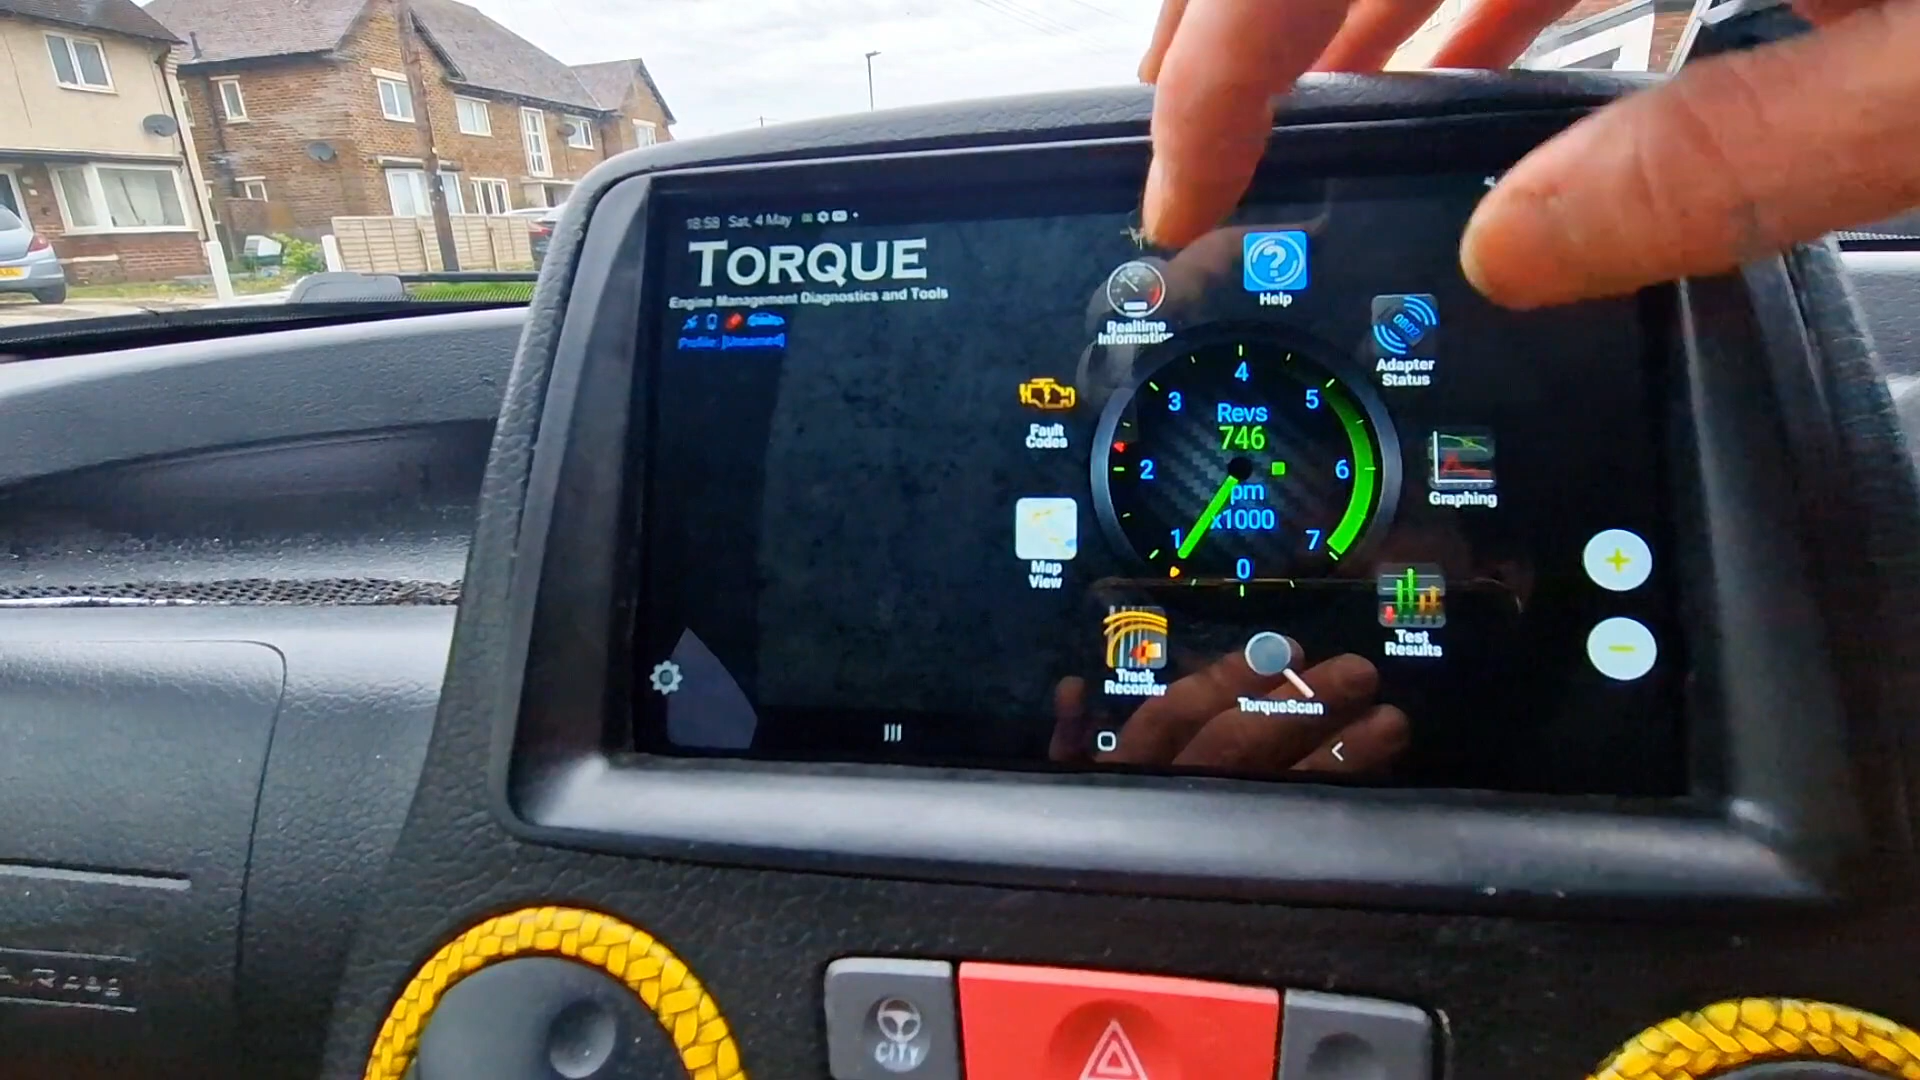 18:58 Sat, 4 May
TORQUE
Engine Management Diagnostics and Tools
Profile: [Unnamed]
Realtime
Information
Help
Adapter
Status
Fault
Codes
Graphing
Map
View
Test
Results
Track
Recorder
TorqueScan
0
1
2
3
4
5
6
7
Revs
746
pm
x1000
+
−
CITY